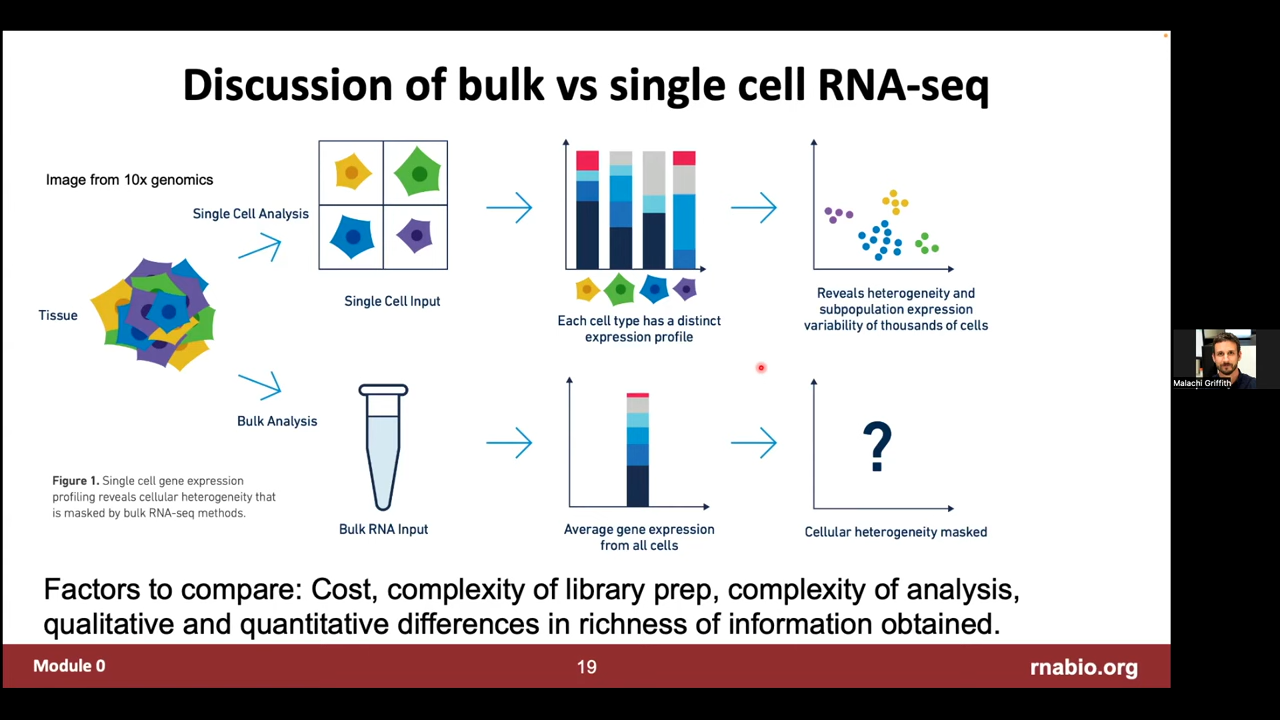 Discussion of bulk vs single cell RNA-seq
Image from 10x genomics
Single Cell Analysis
Tissue
Single Cell Input
Each cell type has a distinct
expression profile
Reveals heterogeneity and
subpopulation expression
variability of thousands of cells
Malachi Griffith
Bulk Analysis
?
Figure 1. Single cell gene expression
profiling reveals cellular heterogeneity that
is masked by bulk RNA-seq methods.
Bulk RNA Input
Average gene expression
from all cells
Cellular heterogeneity masked
Factors to compare: Cost, complexity of library prep, complexity of analysis,
qualitative and quantitative differences in richness of information obtained.
Module 0
19
rnabio.org